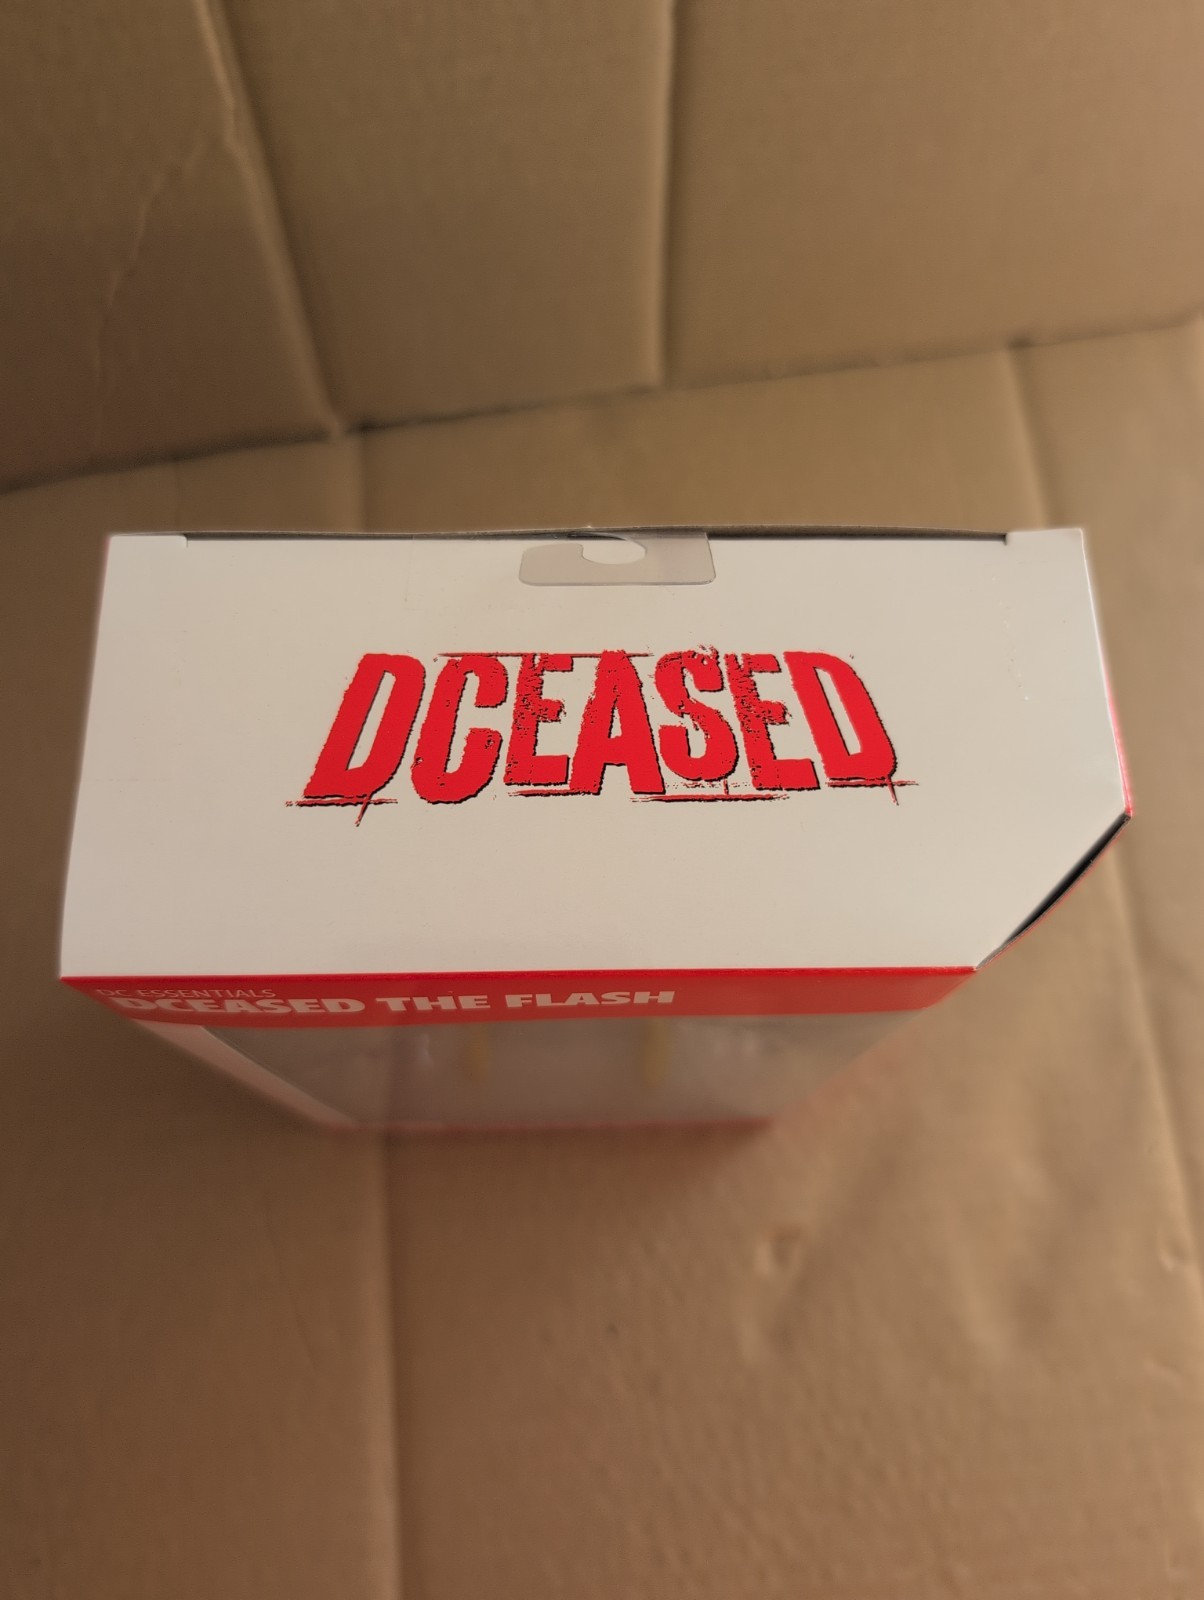 DCEASED
DC ESSENTIALS
DCEASED THE FLASH